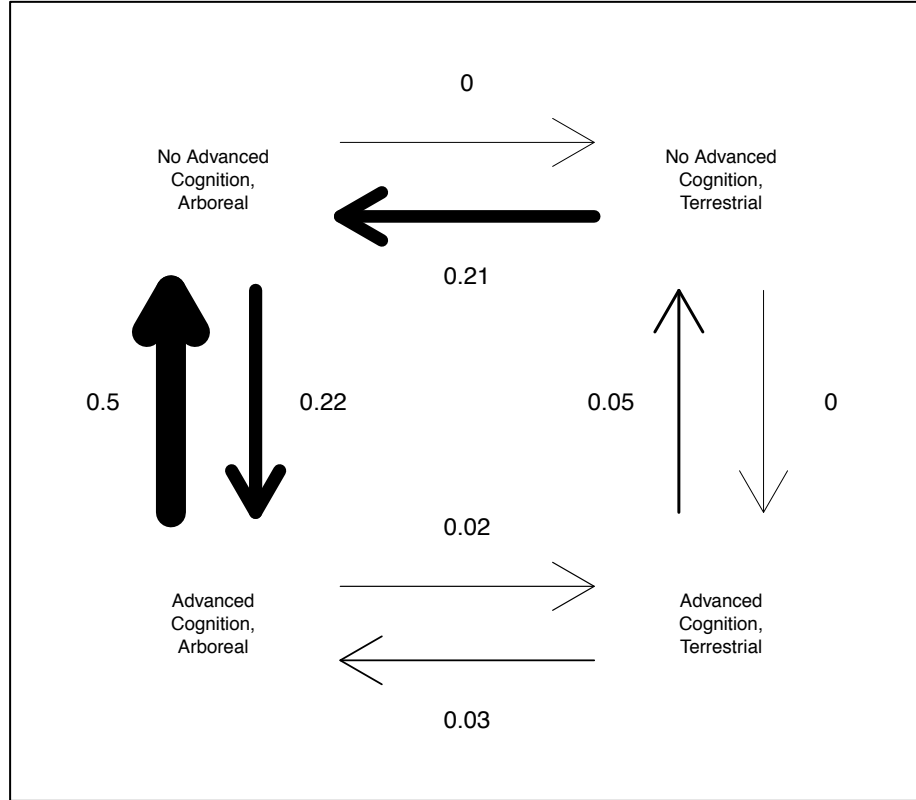 0
No Advanced
Cognition,
Arboreal
No Advanced
Cognition,
Terrestrial
0.21
0.5
0.22
0.05
0
0.02
Advanced
Cognition,
Arboreal
Advanced
Cognition,
Terrestrial
0.03